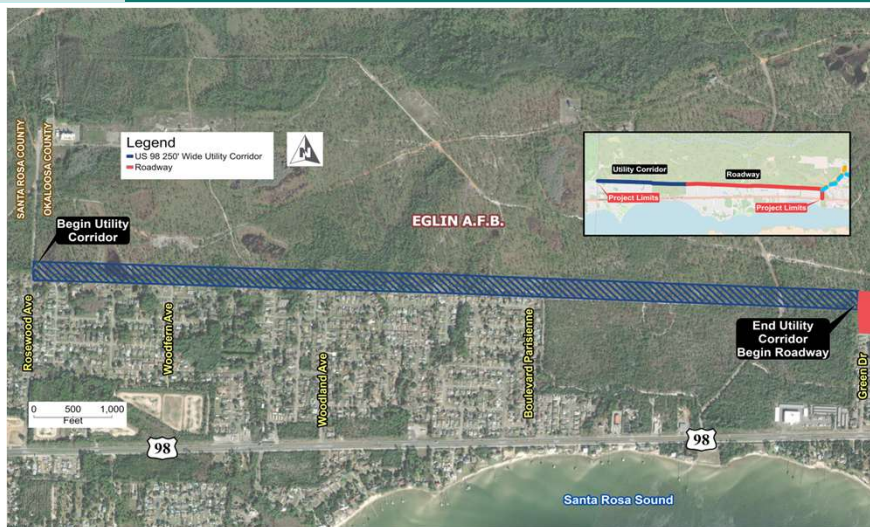 SANTA ROSA COUNTY
OKALOOSA COUNTY
Legend
US 98 250' Wide Utility Corridor
Roadway
N
Utility Corridor
Roadway
Project Limits
Project Limits
EGLIN A.F.B.
Begin Utility
Corridor
Rosewood Ave
Woodfern Ave
Woodland Ave
Boulevard Parisienne
End Utility
Corridor
Begin Roadway
Green Dr
0 500 1,000
Feet
98
98
Santa Rosa Sound